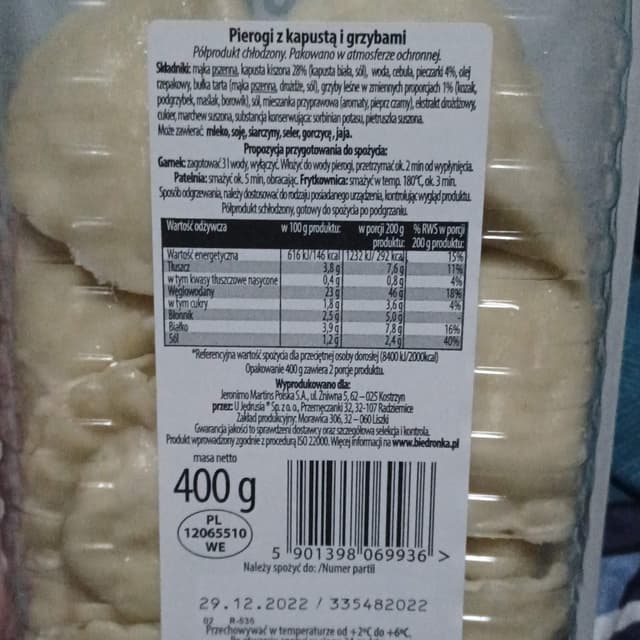 Pierogi z kapustą i grzybami
Półprodukt chłodzony. Pakowano w atmosferze ochronnej.
Składniki: mąka pszenna, kapusta kiszona 28% (kapusta biała, sól), woda, cebula, pieczarki 4%, olej
rzepakowy, bułka tarta (mąka pszenna, drożdże, sól), grzyby leśne w zmiennych proporcjach 1% (koźlak,
podgrzybek, maślak, borowik), sól, mieszanka przyprawowa (aromaty, pieprz czarny), ekstrakt drożdżowy,
cukier, marchew suszona, substancja konserwująca: sorbinian potasu, pietruszka suszona.
Może zawierać: mleko, soję, siarczyny, seler, gorczycę, jaja.
Propozycja przygotowania do spożycia:
Garnek: zagotować 3 l wody, wyłączyć. Włożyć do wody pierogi, przetrzymać ok. 2 min od wypłynięcia.
Patelnia: smażyć ok. 5 min, obracając. Frytkownica: smażyć w temp. 180°C, ok. 3 min.
Sposób odgrzewania, należy dostosować do rodzaju posiadanego urządzenia, kontrolując wygląd produktu.
Półprodukt schłodzony, gotowy do spożycia po podgrzaniu.
Wartość odżywcza w 100 g produktu: w porcji 200 g % RWS w porcji
produktu: 200 g produktu:
Wartość energetyczna 616 kJ/146 kcal 1232 kJ/ 292 kcal 15%
Tłuszcz 3,8 g 7,6 g 11%
w tym kwasy tłuszczowe nasycone 0,4 g 0,8 g 4%
Węglowodany 23 g 46 g 18%
w tym cukry 1,8 g 3,6 g 4%
Błonnik 2,5 g 5,0 g -
Białko 3,9 g 7,8 g 16%
Sól 1,2 g 2,4 g 40%
*Referencyjna wartość spożycia dla przeciętnej osoby dorosłej (8400 kJ/2000kcal)
Opakowanie 400 g zawiera 2 porcje produktu.
Wyprodukowano dla:
Jeronimo Martins Polska S.A., ul. Żniwna 5, 62 – 025 Kostrzyn
przez: U Jędrusia ® Sp. z o.o., Przemęczanki 32, 32-107 Radziemice
Zakład produkcyjny: Morawica 306, 32 – 060 Liszki
Gwarancja jakości to sprawdzeni dostawcy oraz szczegółowa selekcja i kontrola.
Produkt wprowadzony zgodnie z procedurą ISO 22000. Więcej informacji na www.biedronka.pl
masa netto
400 g
PL
12065510
WE
5 901398 069936 >
Należy spożyć do: /Numer partii
29.12.2022 / 335482022
02 R-636
Przechowywać w temperaturze od +2°C do +6°C.